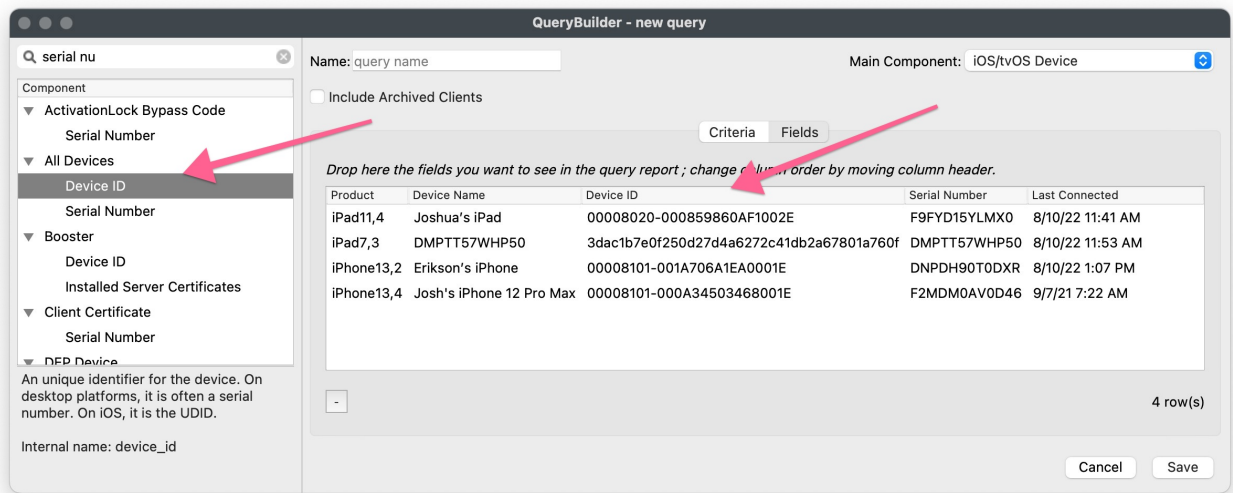 QueryBuilder - new query
serial nu
Component
ActivationLock Bypass Code
Serial Number
All Devices
Device ID
Serial Number
Booster
Device ID
Installed Server Certificates
Client Certificate
Serial Number
DEP Device
An unique identifier for the device. On
desktop platforms, it is often a serial
number. On iOS, it is the UDID.
Internal name: device_id
Name: query name
Main Component: iOS/tvOS Device
Include Archived Clients
Criteria Fields
Drop here the fields you want to see in the query report ; change column order by moving column header.
Product Device Name Device ID Serial Number Last Connected
iPad11,4 Joshua's iPad 00008020-000859860AF1002E F9FYD15YLMX0 8/10/22 11:41 AM
iPad7,3 DMPTT57WHP50 3dac1b7e0f250d27d4a6272c41db2a67801a760f DMPTT57WHP50 8/10/22 11:53 AM
iPhone13,2 Erikson's iPhone 00008101-001A706A1EA0001E DNPDH90T0DXR 8/10/22 1:07 PM
iPhone13,4 Josh's iPhone 12 Pro Max 00008101-000A34503468001E F2MDM0AV0D46 9/7/21 7:22 AM
-
4 row(s)
Cancel Save